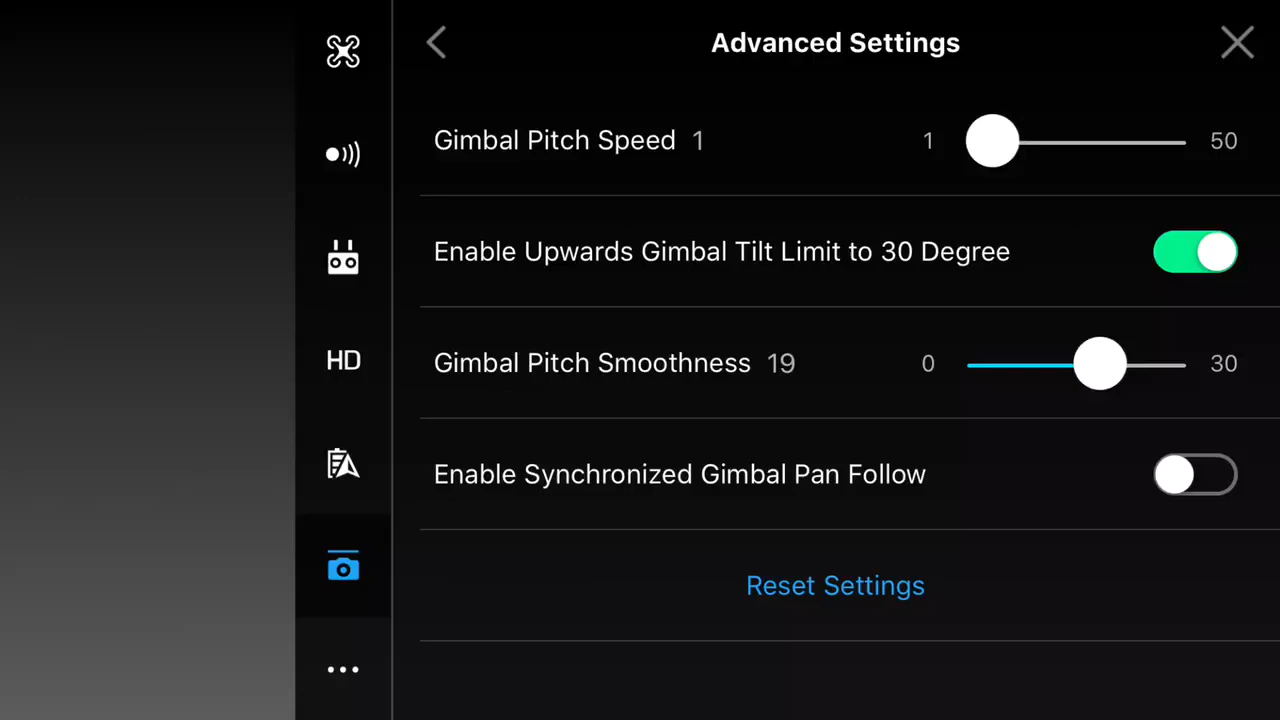 Advanced Settings
Gimbal Pitch Speed 1 1 50
Enable Upwards Gimbal Tilt Limit to 30 Degree
HD
Gimbal Pitch Smoothness 19 0 30
Enable Synchronized Gimbal Pan Follow
Reset Settings